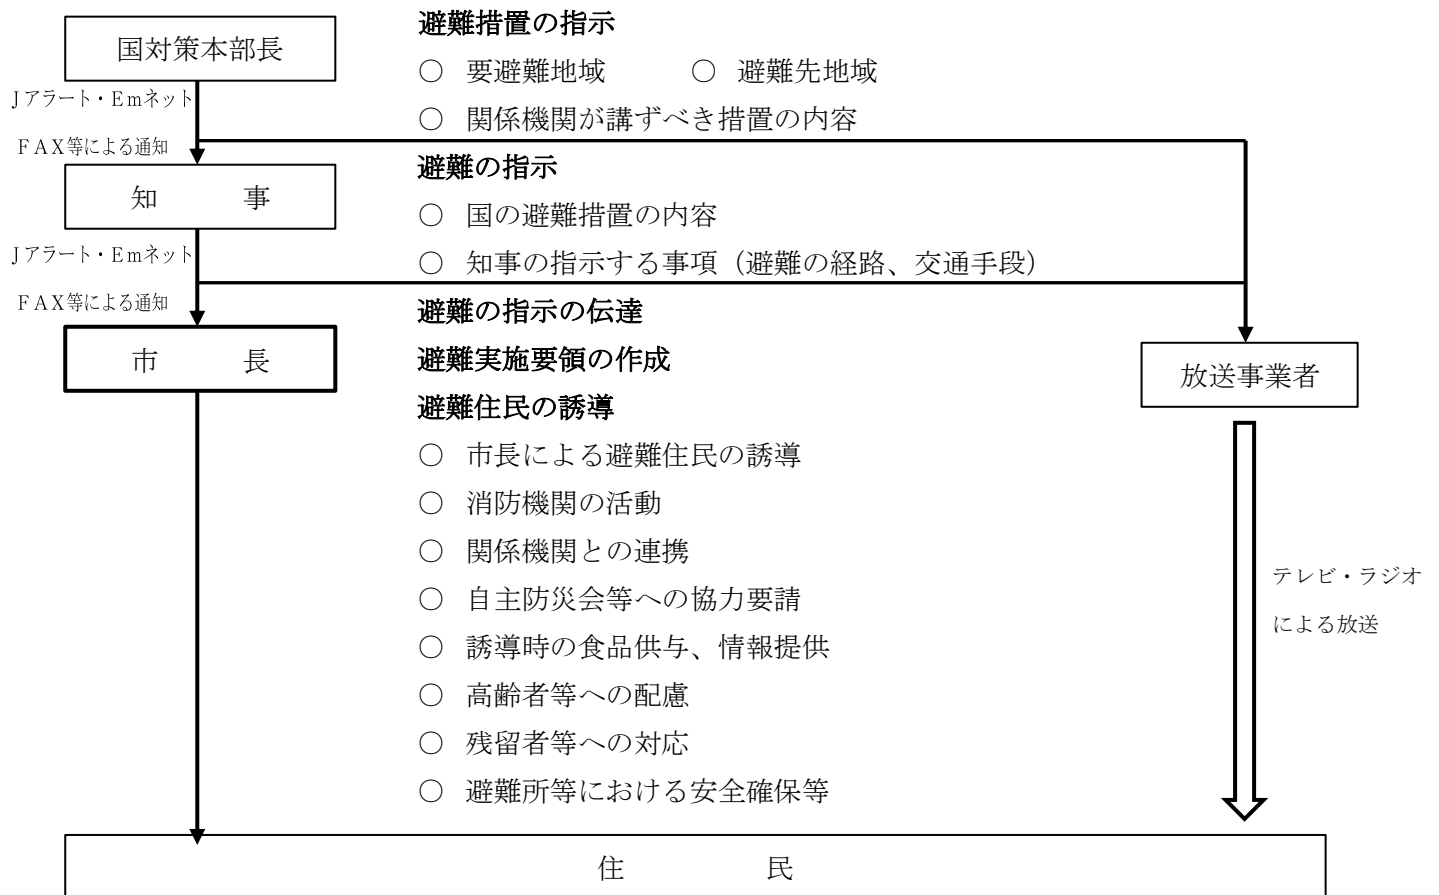 国対策本部長
避難措置の指示
○ 要避難地域 ○ 避難先地域
○ 関係機関が講ずべき措置の内容
Jアラート・Emネット
FAX等による通知
知 事
避難の指示
○ 国の避難措置の内容
○ 知事の指示する事項（避難の経路、交通手段）
Jアラート・Emネット
FAX等による通知
市 長
避難の指示の伝達
避難実施要領の作成
避難住民の誘導
○ 市長による避難住民の誘導
○ 消防機関の活動
○ 関係機関との連携
○ 自主防災会等への協力要請
○ 誘導時の食品供与、情報提供
○ 高齢者等への配慮
○ 残留者等への対応
○ 避難所等における安全確保等
放送事業者
テレビ・ラジオ
による放送
住 民